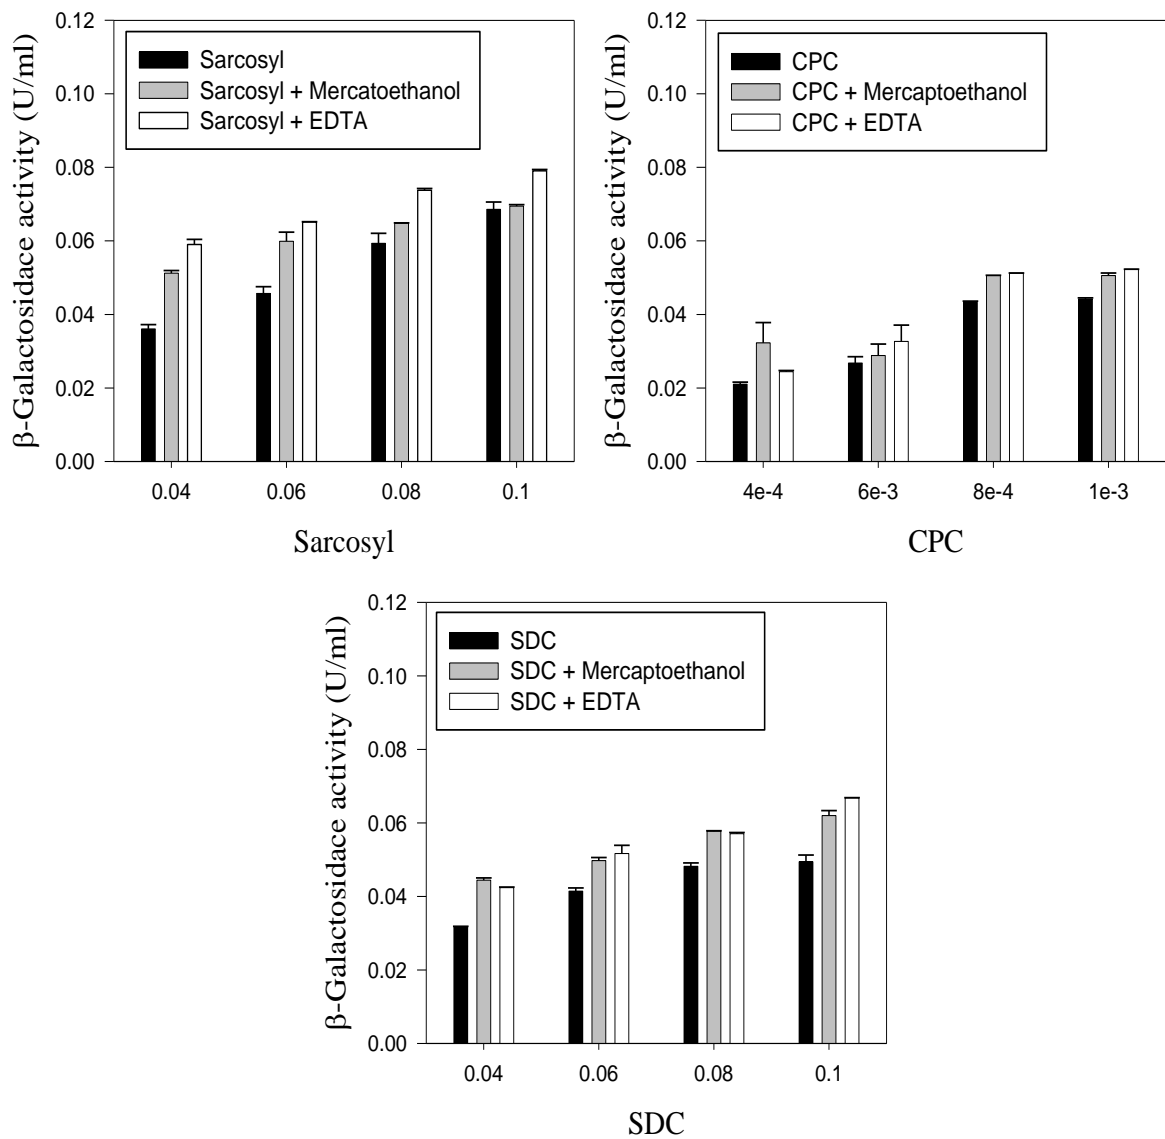 β-Galactosidace activity (U/ml)
0.12
0.10
0.08
0.06
0.04
0.02
0.00
Sarcosyl
Sarcosyl + Mercatoethanol
Sarcosyl + EDTA
0.04 0.06 0.08 0.1
Sarcosyl
β-Galactosidace activity (U/ml)
0.12
0.10
0.08
0.06
0.04
0.02
0.00
CPC
CPC + Mercaptoethanol
CPC + EDTA
4e-4 6e-3 8e-4 1e-3
CPC
β-Galactosidace activity (U/ml)
0.12
0.10
0.08
0.06
0.04
0.02
0.00
SDC
SDC + Mercaptoethanol
SDC + EDTA
0.04 0.06 0.08 0.1
SDC